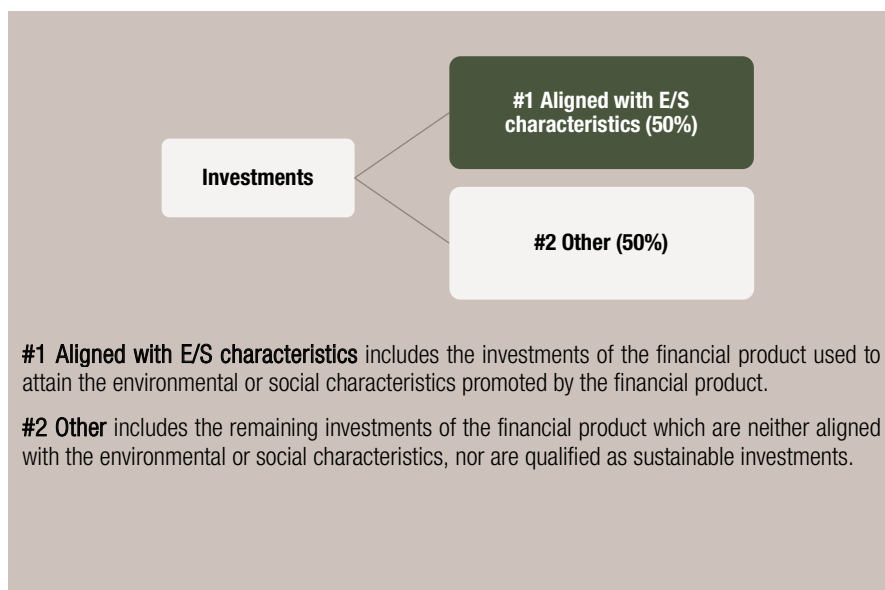 #1 Aligned with E/S
characteristics (50%)
Investments
#2 Other (50%)
#1 Aligned with E/S characteristics includes the investments of the financial product used to
attain the environmental or social characteristics promoted by the financial product.
#2 Other includes the remaining investments of the financial product which are neither aligned
with the environmental or social characteristics, nor are qualified as sustainable investments.